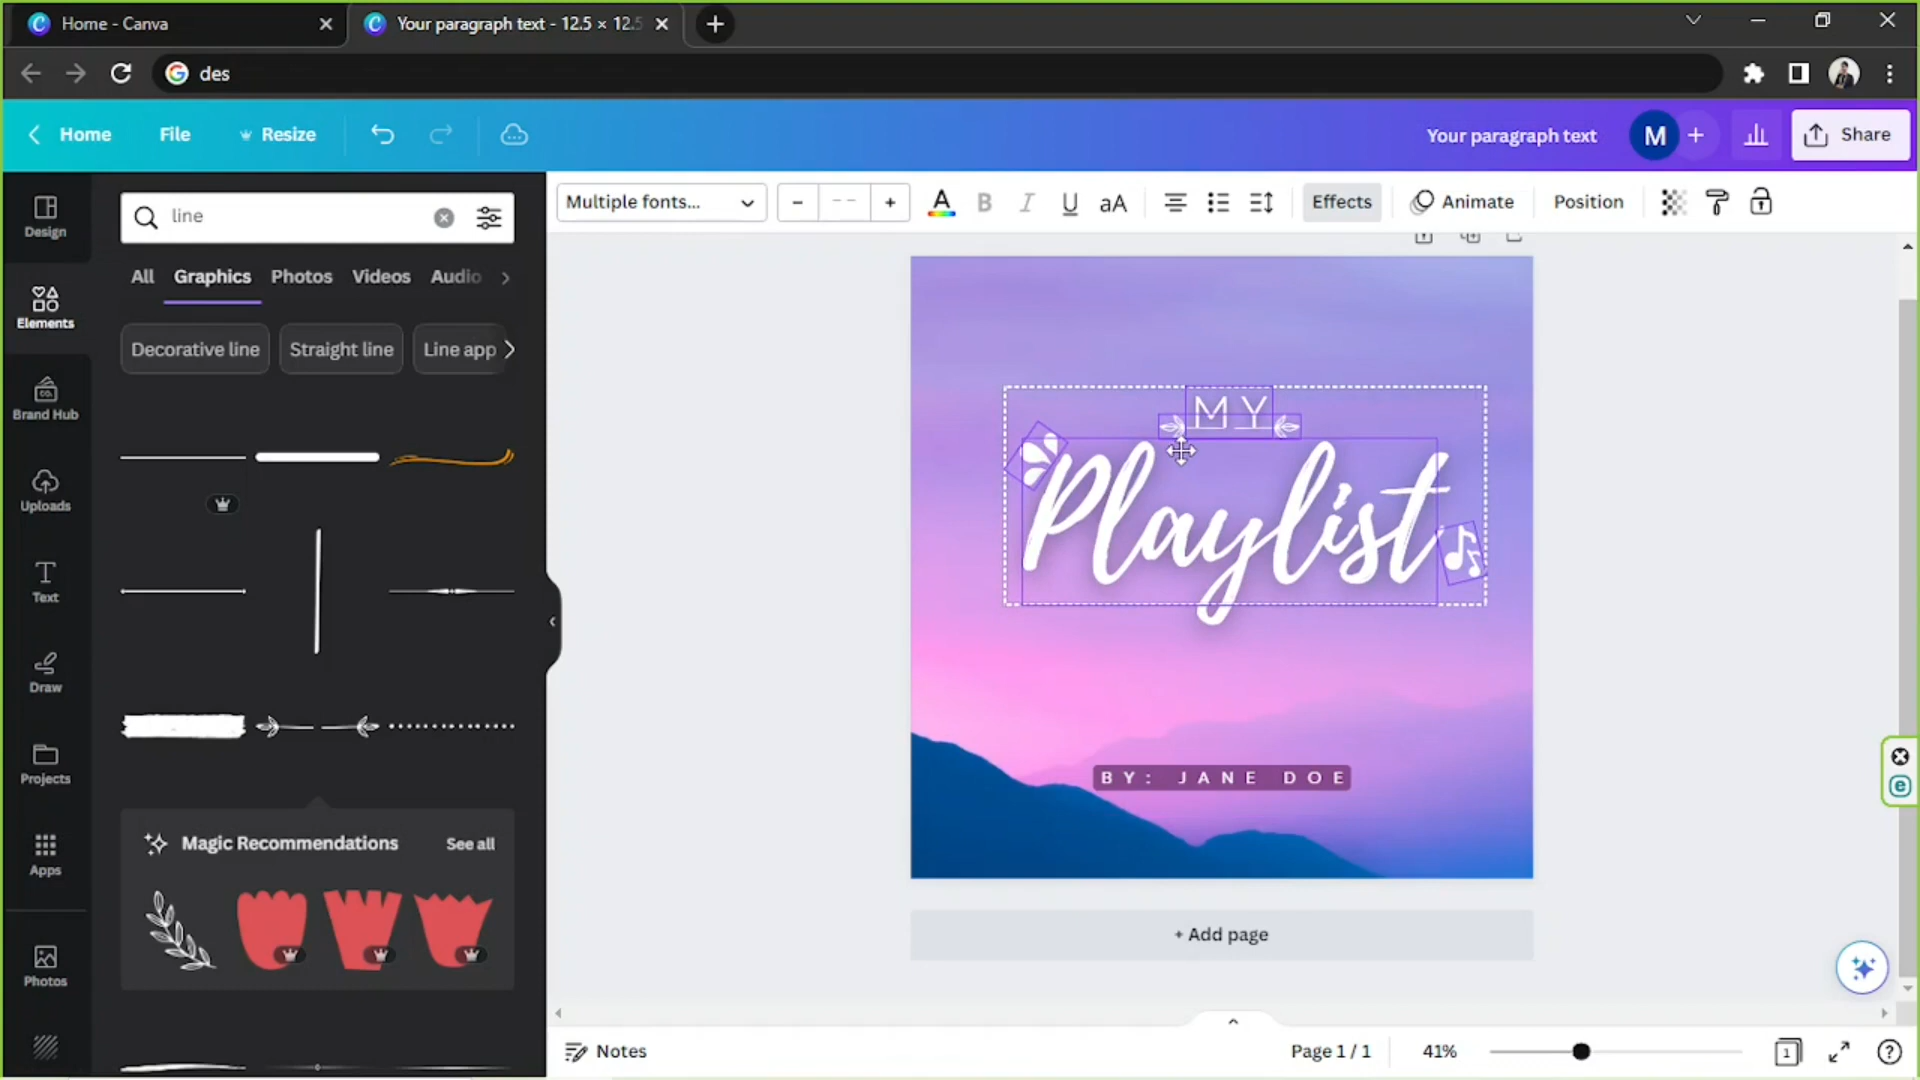 Home - Canva
Your paragraph text - 12.5 × 12.5
des
Home
File
Resize
Your paragraph text
M
Share
line
Multiple fonts...
- -
A
B
I
U
aA
Effects
Animate
Position
Design
Elements
Brand Hub
Uploads
Text
Draw
Projects
Apps
Photos
All
Graphics
Photos
Videos
Audio
Decorative line
Straight line
Line app
Magic Recommendations
See all
MY
Playlist
BY: JANE DOE
+ Add page
Notes
Page 1 / 1
41%
1